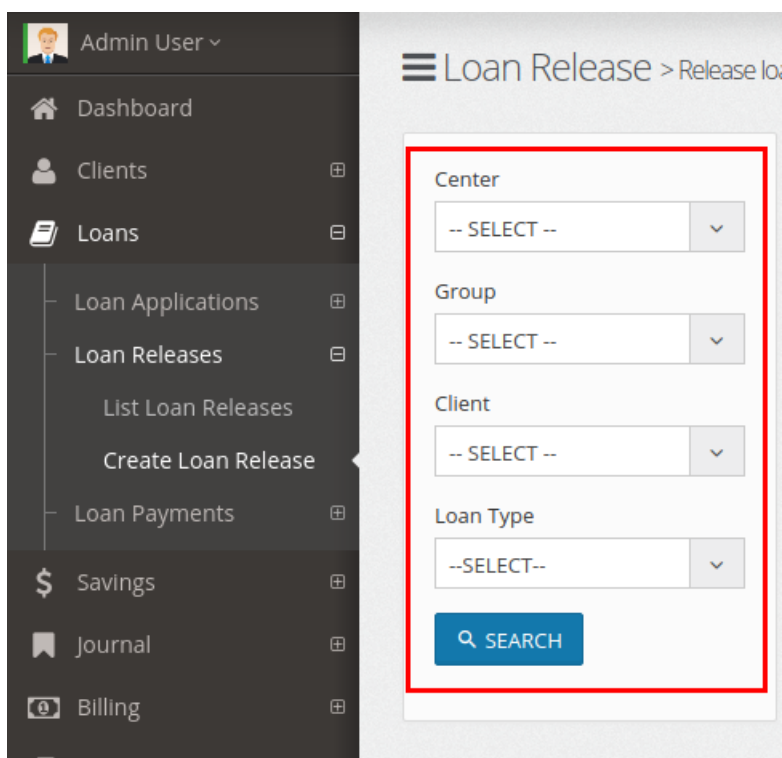 Admin User
Dashboard
Clients
Loans
Loan Applications
Loan Releases
List Loan Releases
Create Loan Release
Loan Payments
Savings
Journal
Billing
Loan Release > Release loa
Center
-- SELECT --
Group
-- SELECT --
Client
-- SELECT --
Loan Type
--SELECT--
SEARCH